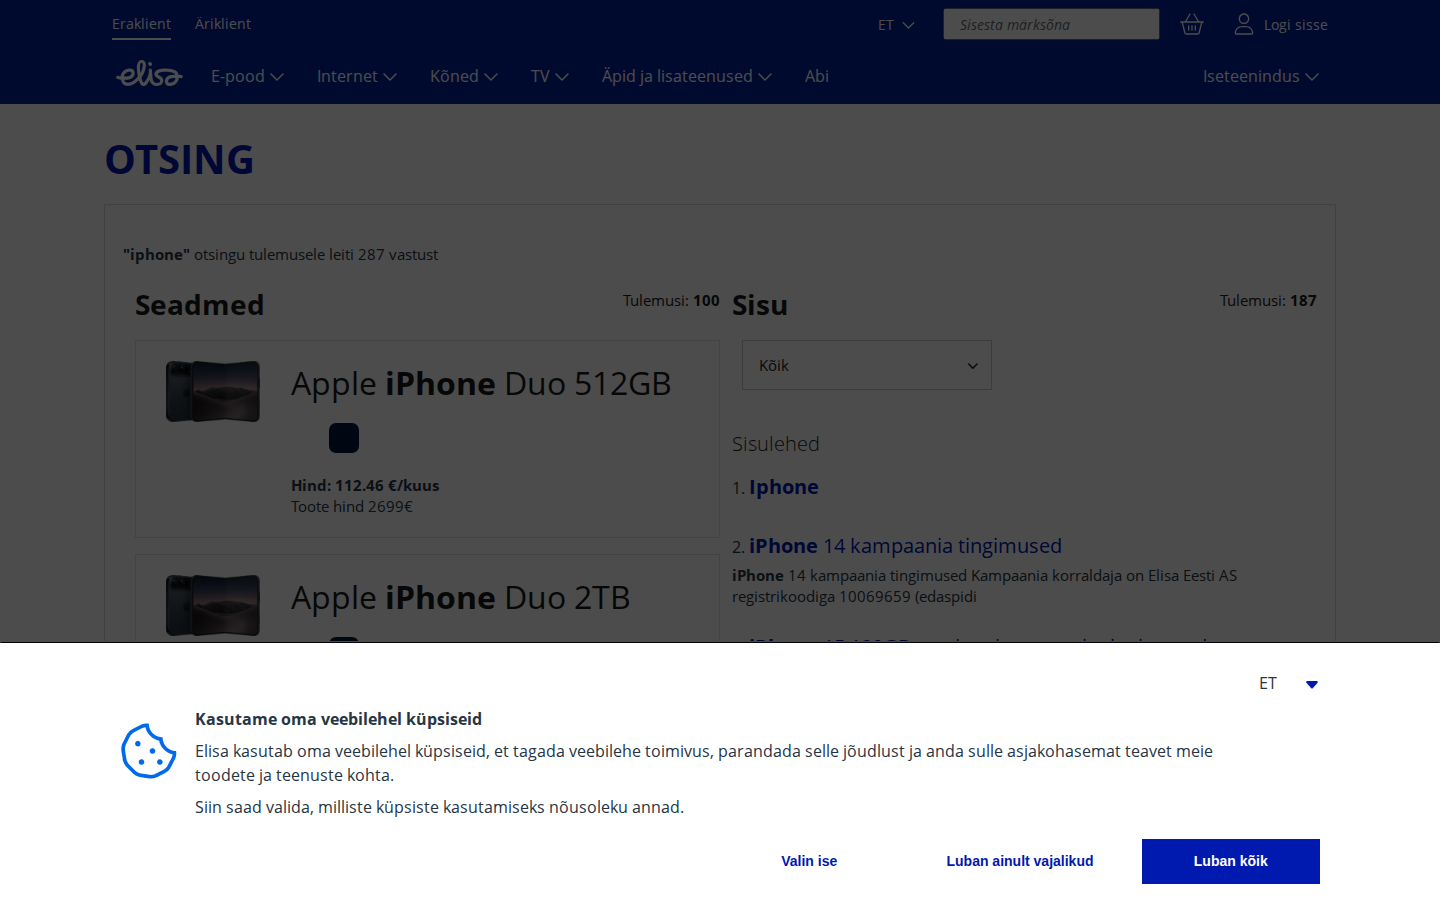 Eraklient Äriklient ET Sisesta märksõna Logi sisse
elisa E-pood Internet Kõned TV Äpid ja lisateenused Abi Iseteenindus
OTSING
"iphone" otsingu tulemusele leiti 287 vastust
Seadmed Tulemusi: 100
Apple iPhone Duo 512GB
Hind: 112.46 €/kuus
Toote hind 2699€
Apple iPhone Duo 2TB
Sisu Tulemusi: 187
Kõik
Sisulehed
1. Iphone
2. iPhone 14 kampaania tingimused
iPhone 14 kampaania tingimused Kampaania korraldaja on Elisa Eesti AS
registrikoodiga 10069659 (edaspidi
ET
Kasutame oma veebilehel küpsiseid
Elisa kasutab oma veebilehel küpsiseid, et tagada veebilehe toimivus, parandada selle jõudlust ja anda sulle asjakohasemat teavet meie
toodete ja teenuste kohta.
Siin saad valida, milliste küpsiste kasutamiseks nõusoleku annad.
Valin ise Luban ainult vajalikud Luban kõik